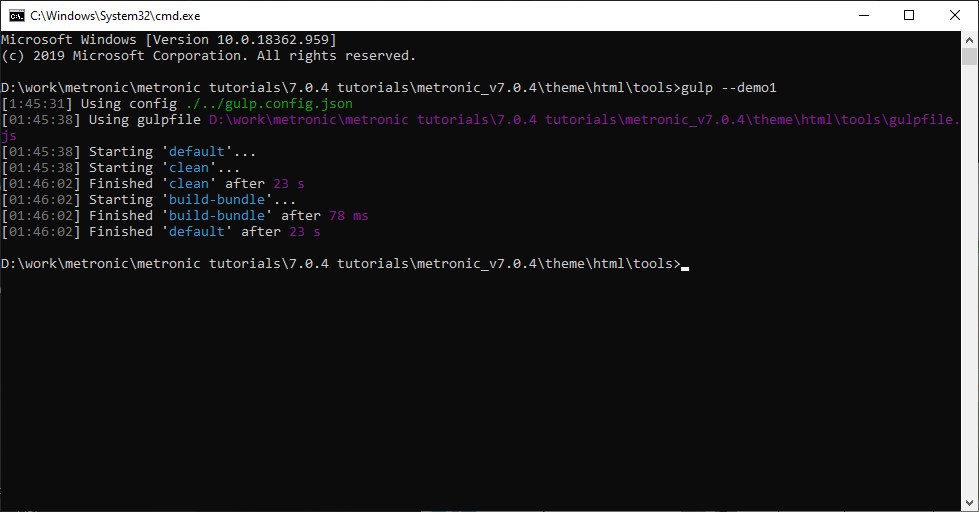 C:\Windows\System32\cmd.exe
Microsoft Windows [Version 10.0.18362.959]
(c) 2019 Microsoft Corporation. All rights reserved.
D:\work\metronic\metronic tutorials\7.0.4 tutorials\metronic_v7.0.4\theme\html\tools>gulp --demo1
[1:45:31] Using config ./../gulp.config.json
[01:45:38] Using gulpfile D:\work\metronic\metronic tutorials\7.0.4 tutorials\metronic_v7.0.4\theme\html\tools\gulpfile.
js
[01:45:38] Starting 'default'...
[01:45:38] Starting 'clean'...
[01:46:02] Finished 'clean' after 23 s
[01:46:02] Starting 'build-bundle'...
[01:46:02] Finished 'build-bundle' after 78 ms
[01:46:02] Finished 'default' after 23 s
D:\work\metronic\metronic tutorials\7.0.4 tutorials\metronic_v7.0.4\theme\html\tools>